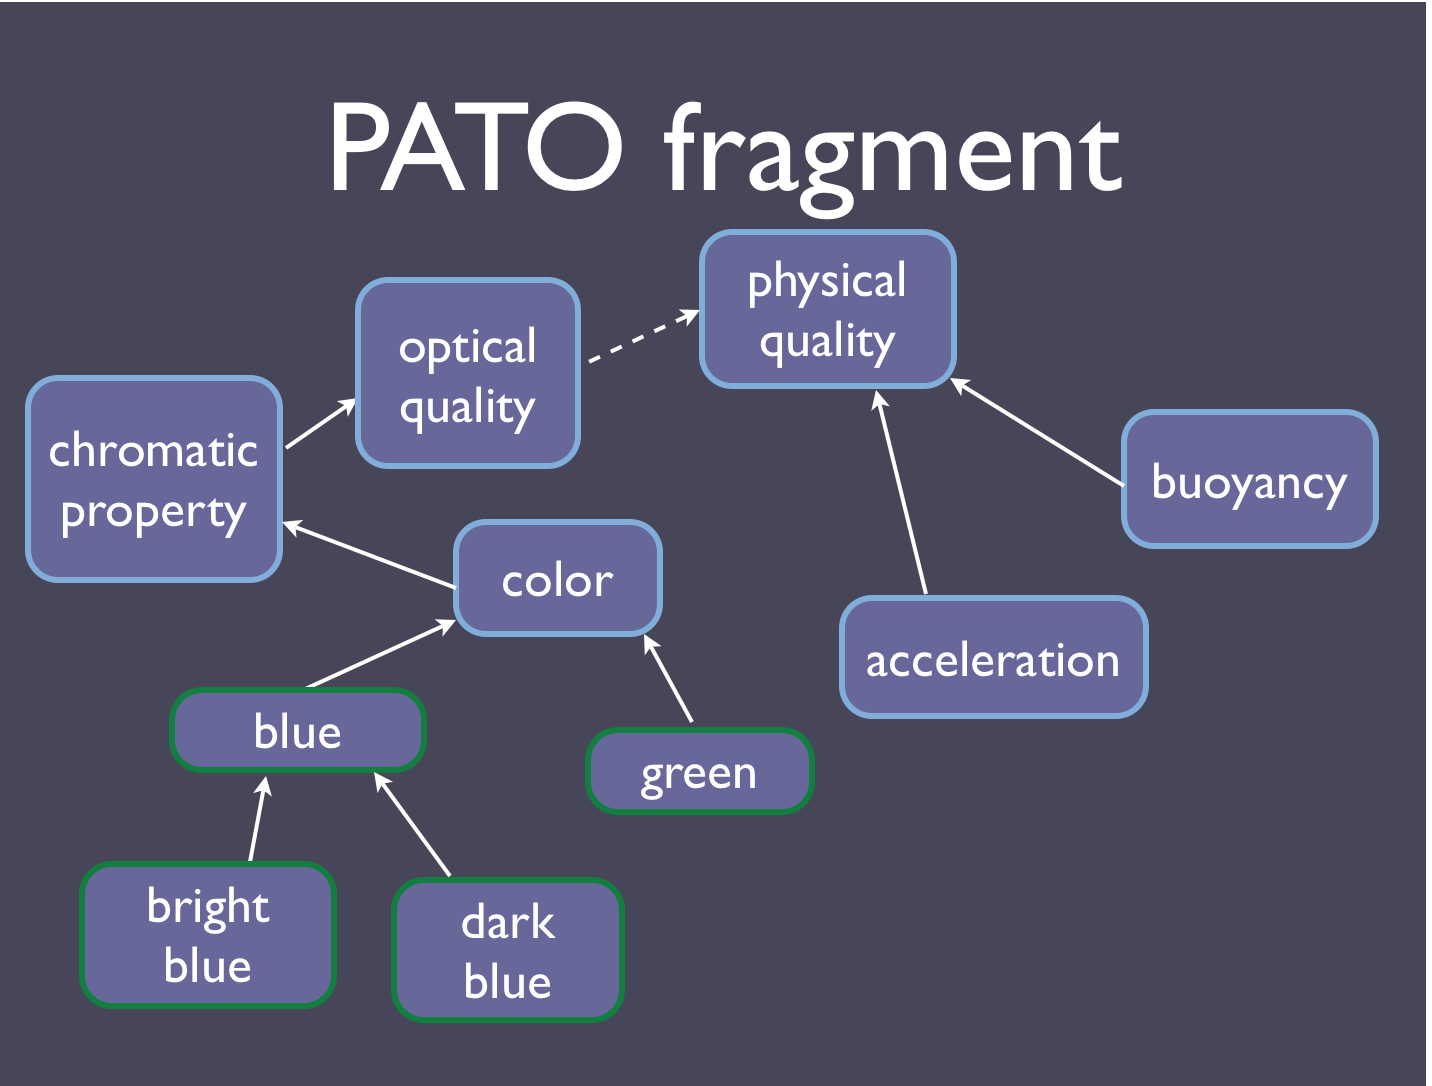 PATO fragment
physical
quality
optical
quality
chromatic
property
buoyancy
color
acceleration
blue
green
bright
blue
dark
blue